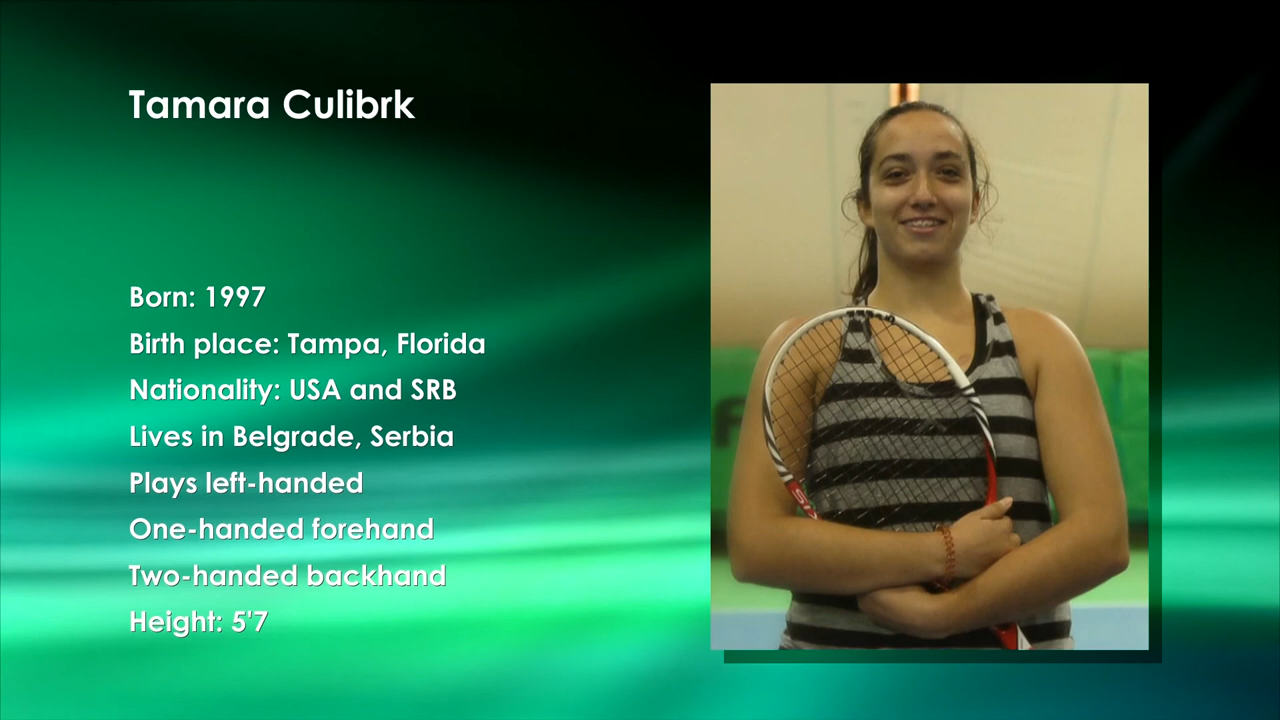 Tamara Culibrk
Born: 1997
Birth place: Tampa, Florida
Nationality: USA and SRB
Lives in Belgrade, Serbia
Plays left-handed
One-handed forehand
Two-handed backhand
Height: 5'7